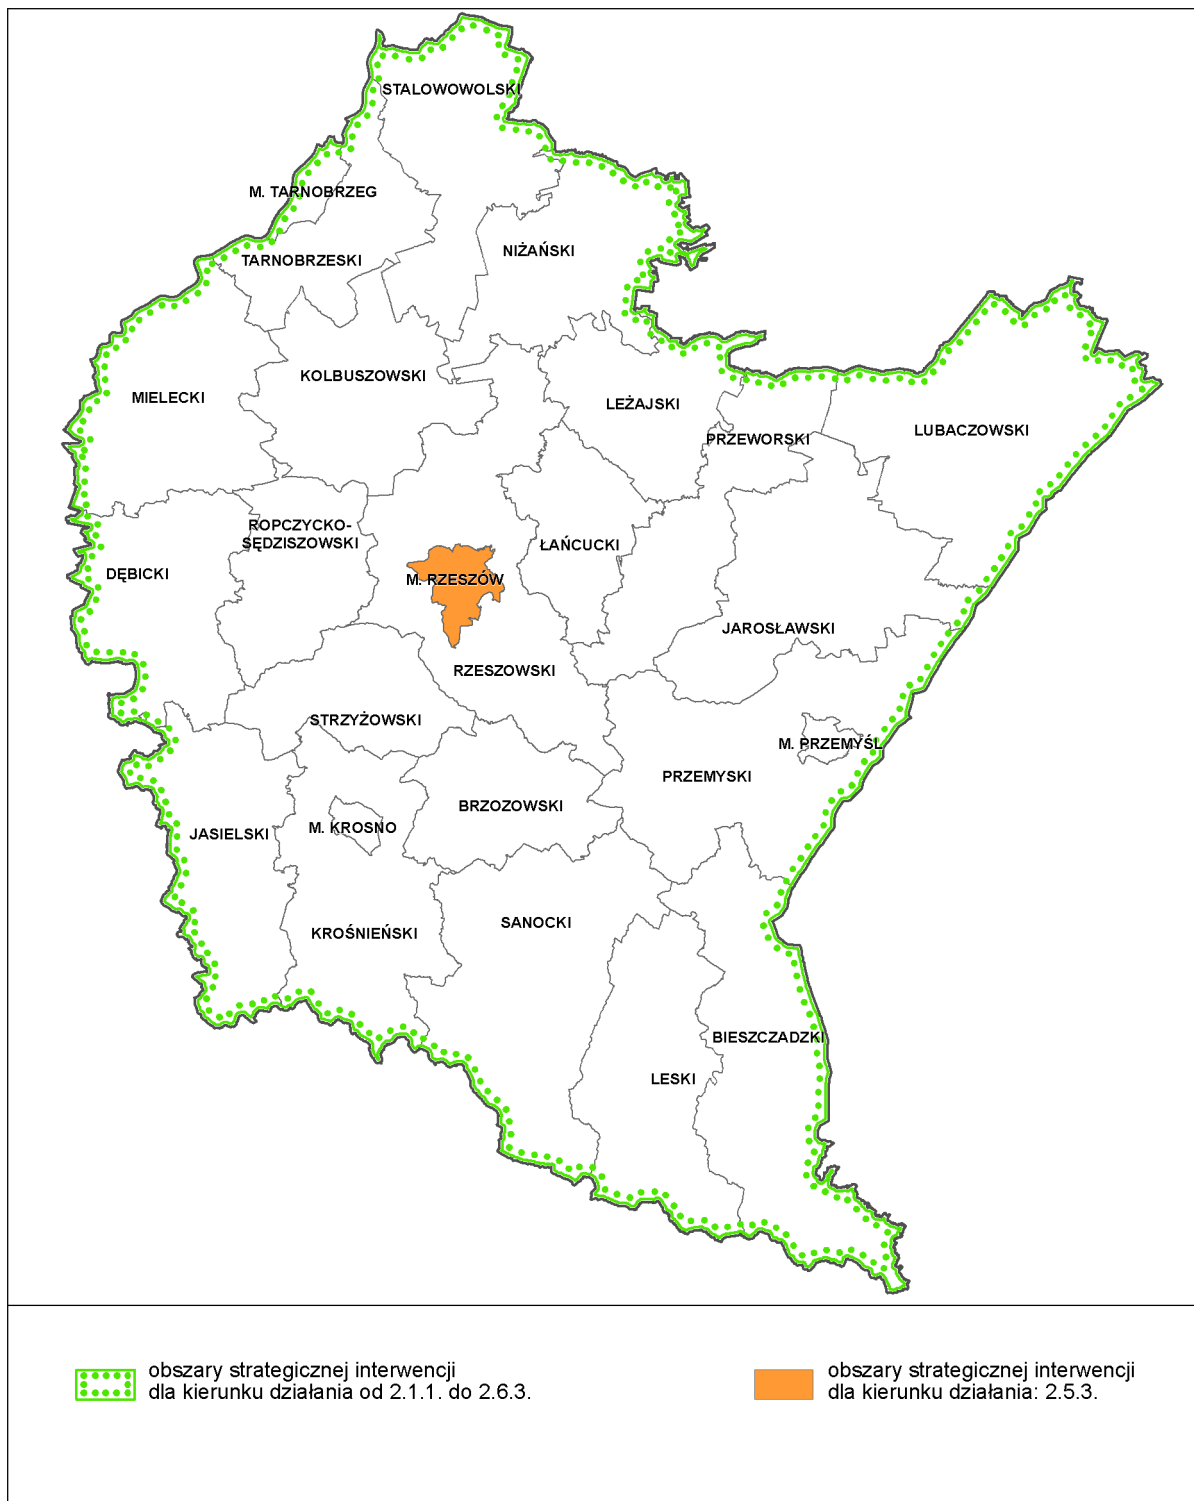 STALOWOWOLSKI
M. TARNOBRZEG
NIŻAŃSKI
TARNOBRZESKI
KOLBUSZOWSKI
MIELECKI
LEŻAJSKI
LUBACZOWSKI
PRZEWORSKI
ROPCZYCKO-
SĘDZISZOWSKI
ŁAŃCUCKI
DĘBICKI
M. RZESZÓW
JAROSŁAWSKI
RZESZOWSKI
STRZYŻOWSKI
M. PRZEMYŚL
PRZEMYSKI
BRZOZOWSKI
M. KROSNO
JASIELSKI
SANOCKI
KROŚNIEŃSKI
BIESZCZADZKI
LESKI
obszary strategicznej interwencji
dla kierunku działania od 2.1.1. do 2.6.3.
obszary strategicznej interwencji
dla kierunku działania: 2.5.3.